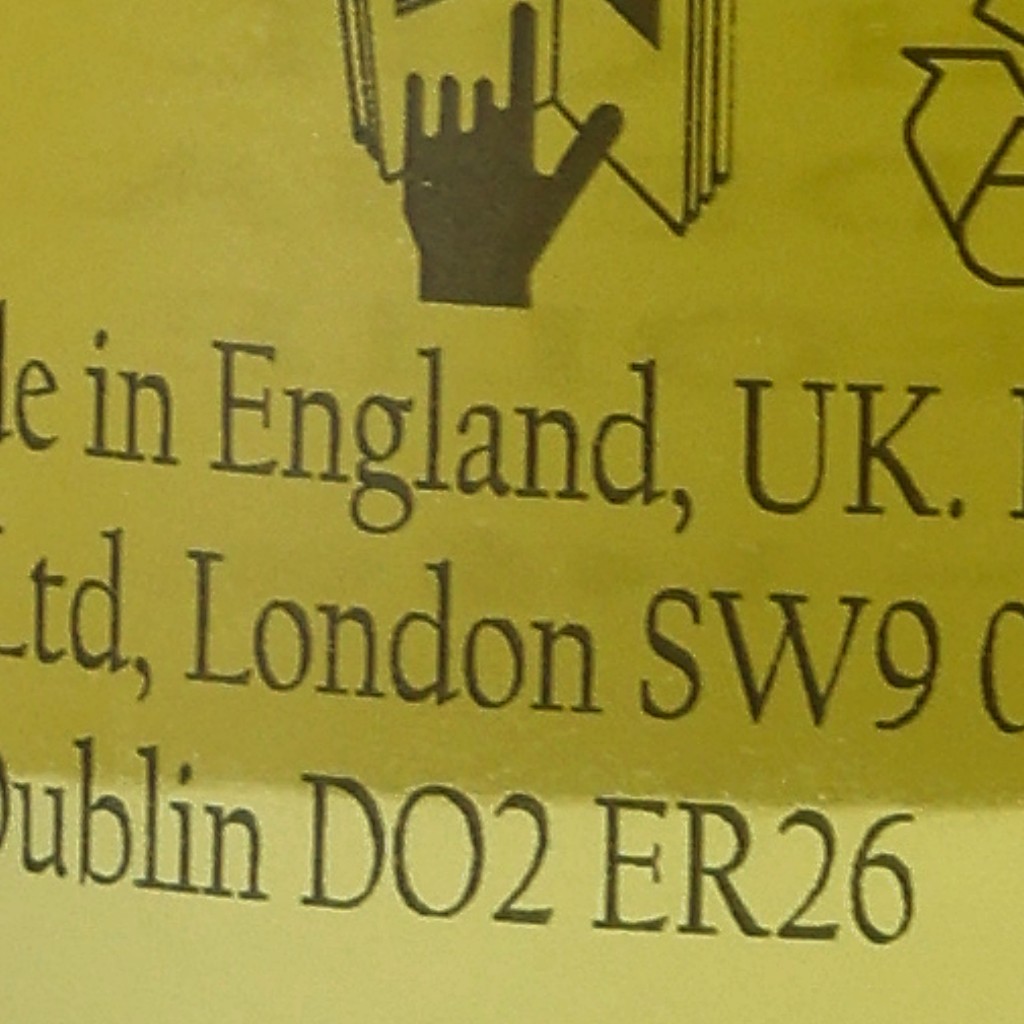 le in England, UK.
Ltd, London SW9
Dublin DO2 ER26